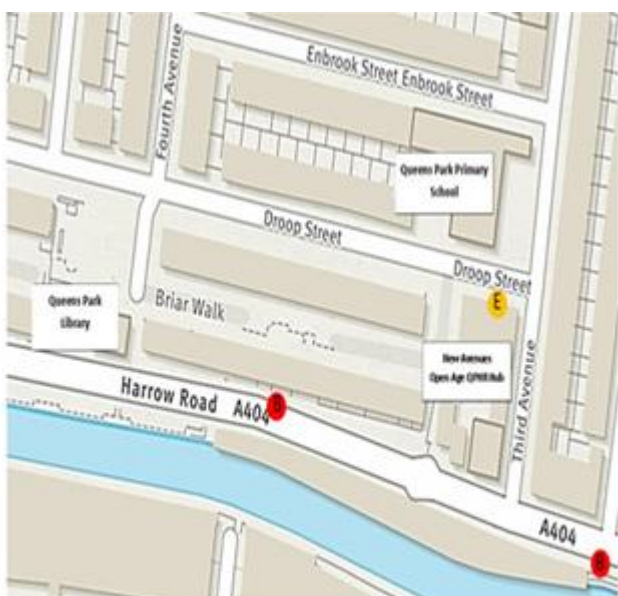 Enbrook Street Enbrook Street
Fourth Avenue
Queens Park Primary
School
Droop Street
Droop Street
E
Queens Park
Library
Briar Walk
New Avenues
Open Age Hub
Third Avenue
Harrow Road
A404
B
A404
B